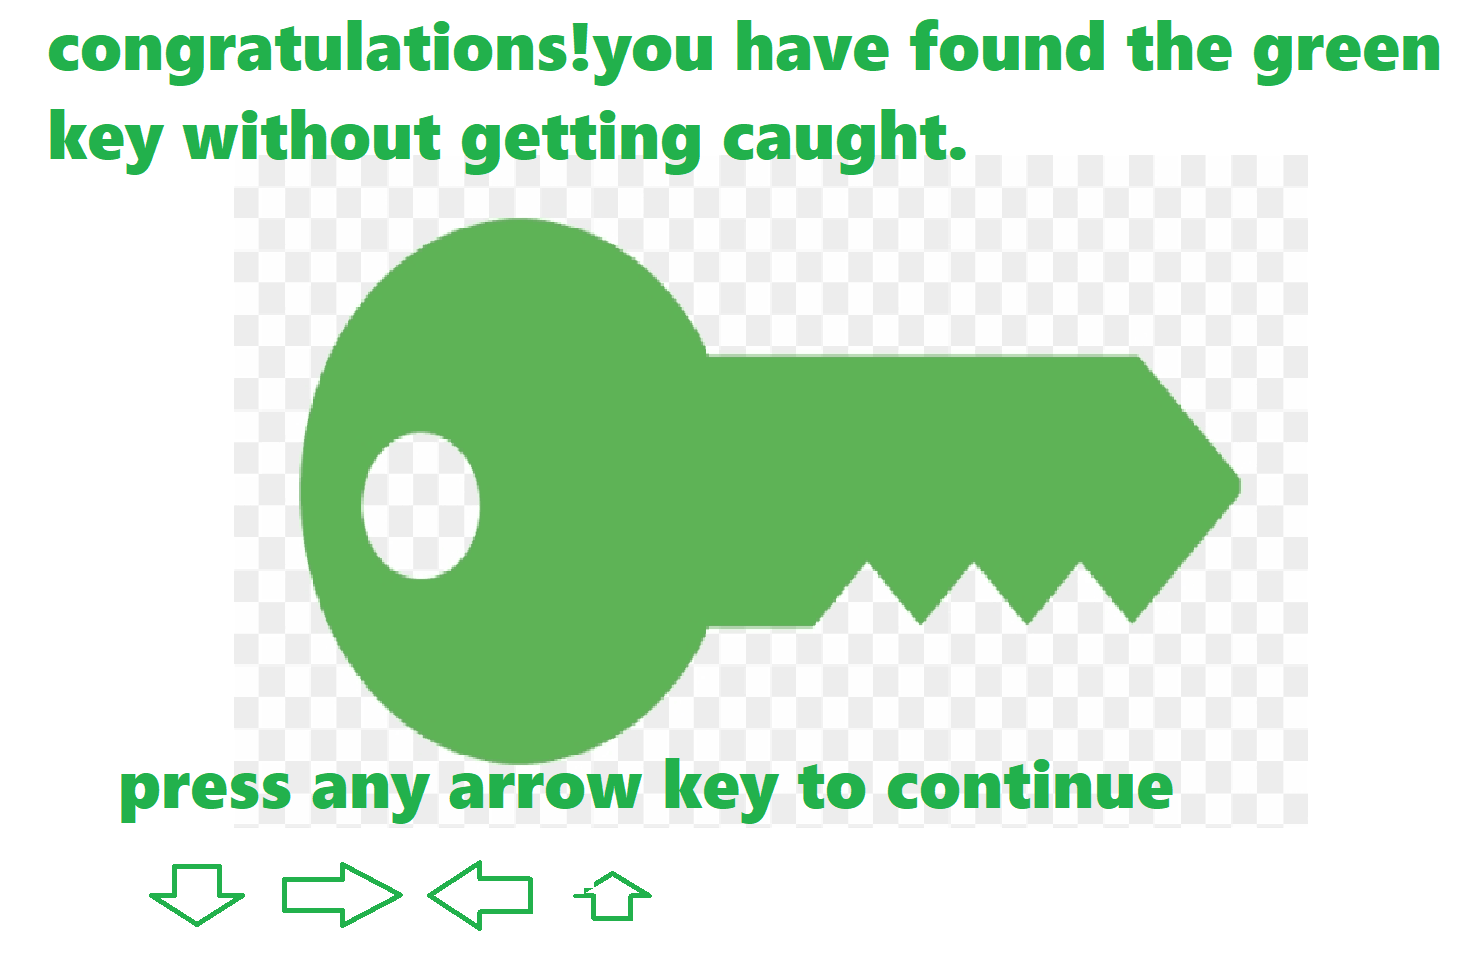 congratulations!you have found the green
key without getting caught.
press any arrow key to continue